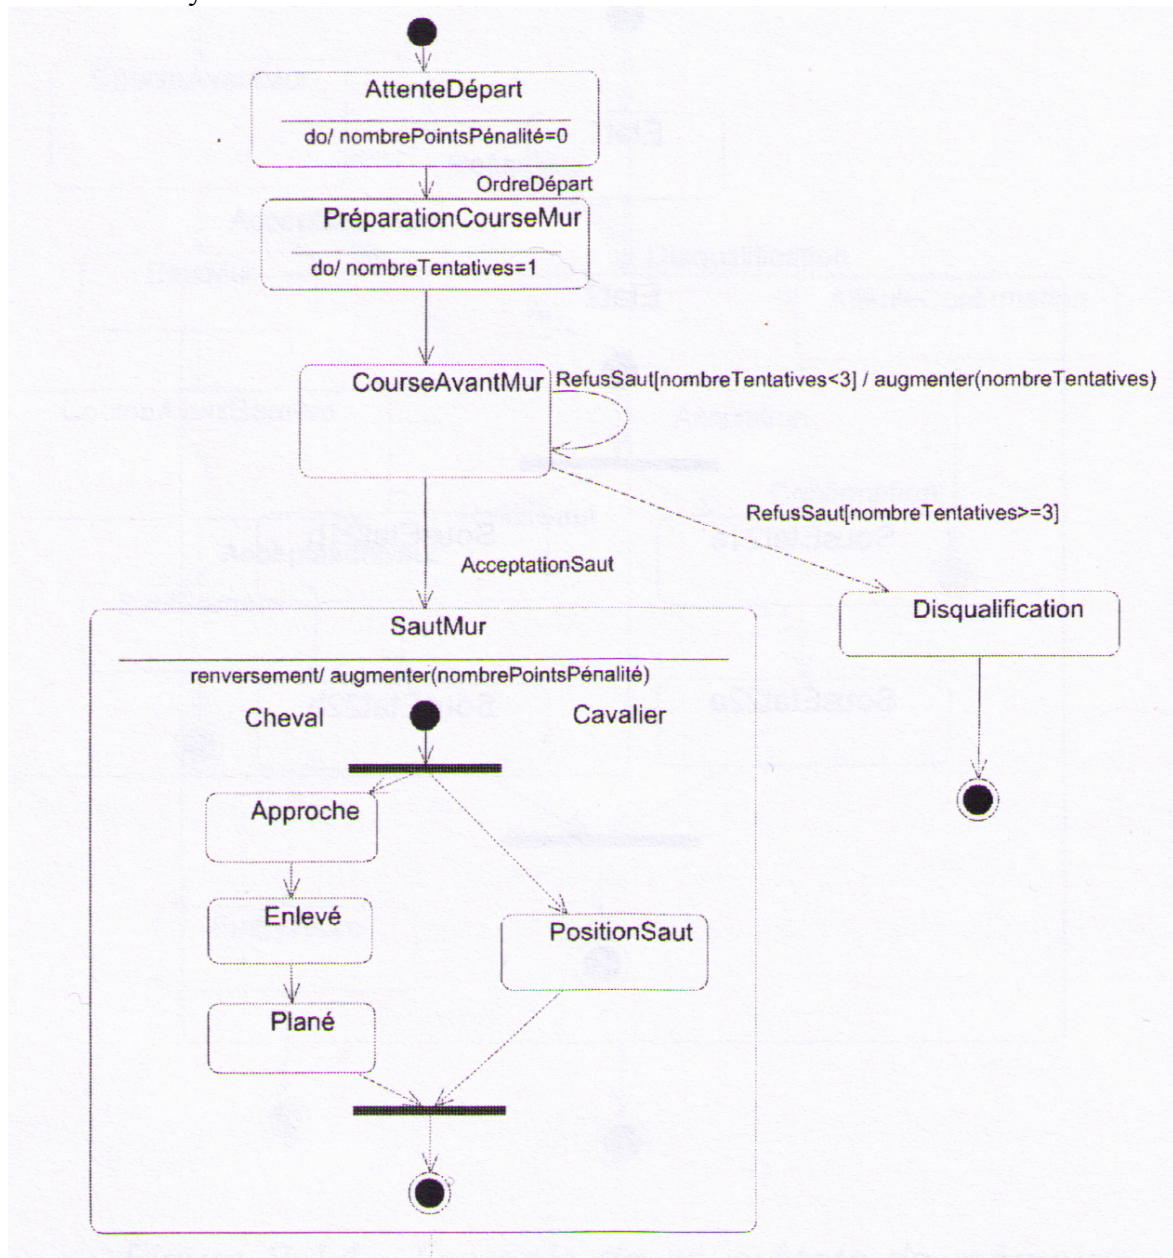 AttenteDépart
do/ nombrePointsPénalité=0
OrdreDépart
PréparationCourseMur
do/ nombreTentatives=1
CourseAvantMur
RefusSaut[nombreTentatives<3] / augmenter(nombreTentatives)
RefusSaut[nombreTentatives>=3]
AcceptationSaut
Disqualification
SautMur
renversement/ augmenter(nombrePointsPénalité)
Cheval
Cavalier
Approche
Enlevé
PositionSaut
Plané